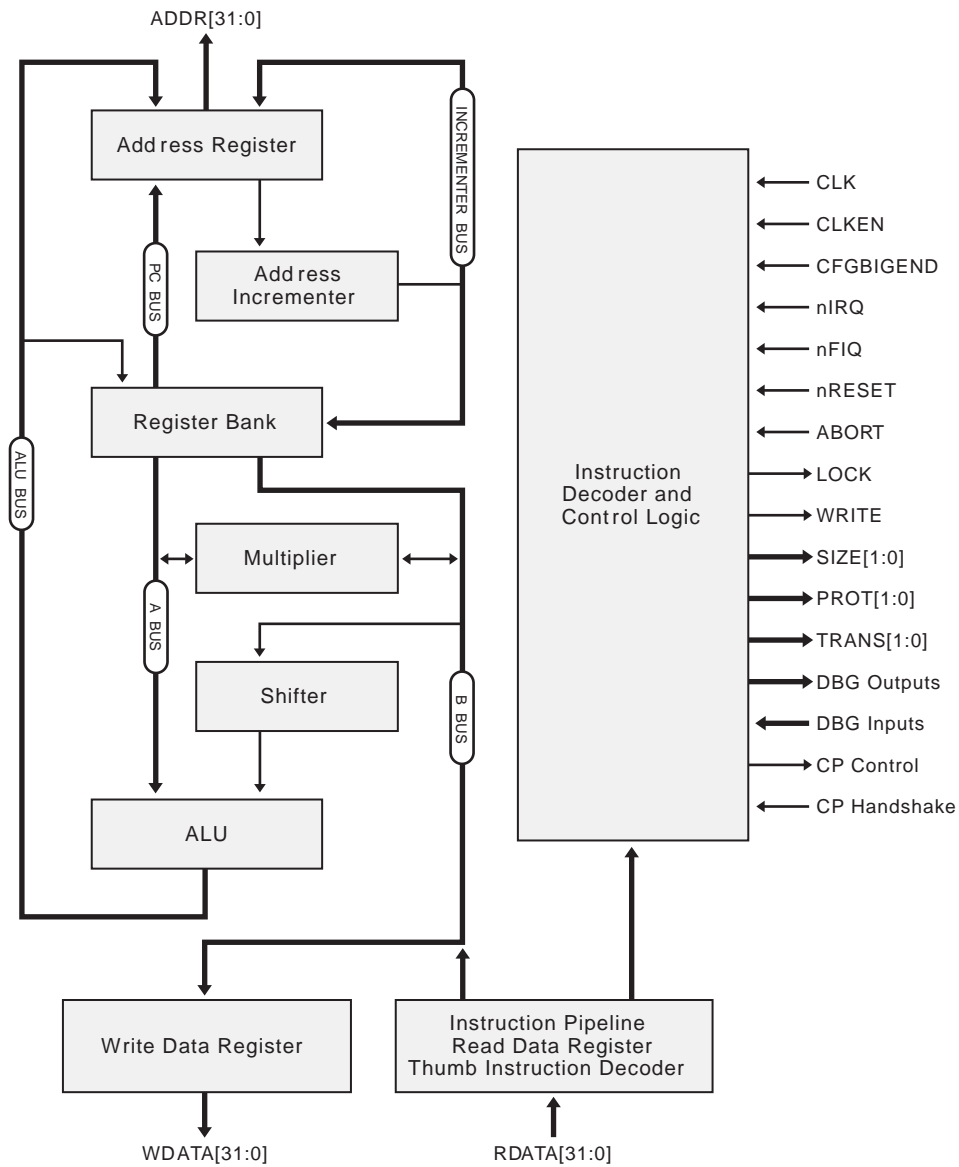 ADDR[31:0]
Address Register
INCREMENTER BUS
PC BUS
Address
Incrementer
Register Bank
ALU BUS
Multiplier
A BUS
Shifter
B BUS
ALU
Write Data Register
WDATA[31:0]
Instruction Pipeline
Read Data Register
Thumb Instruction Decoder
RDATA[31:0]
Instruction
Decoder and
Control Logic
CLK
CLKEN
CFGBIGEND
nIRQ
nFIQ
nRESET
ABORT
LOCK
WRITE
SIZE[1:0]
PROT[1:0]
TRANS[1:0]
DBG Outputs
DBG Inputs
CP Control
CP Handshake